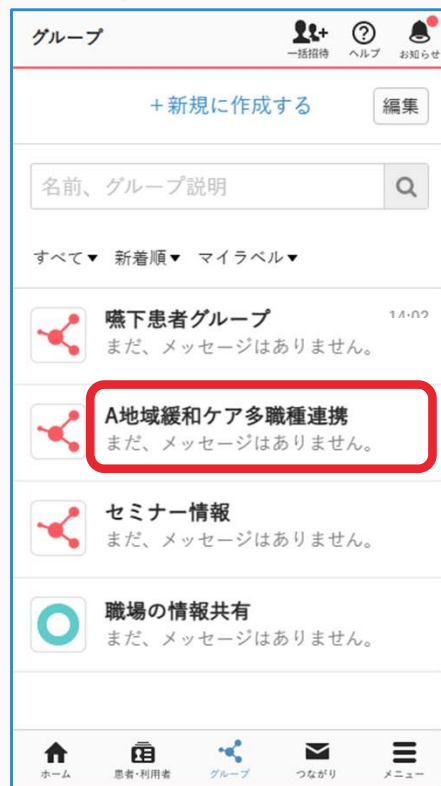 グループ
一括招待 ヘルプ お知らせ
+新規に作成する 編集
名前、グループ説明
すべて▼ 新着順▼ マイラベル▼
嚥下患者グループ 14:02
まだ、メッセージはありません。
A地域緩和ケア多職種連携
まだ、メッセージはありません。
セミナー情報
まだ、メッセージはありません。
職場の情報共有
まだ、メッセージはありません。
ホーム 患者・利用者 グループ つながり メニュー